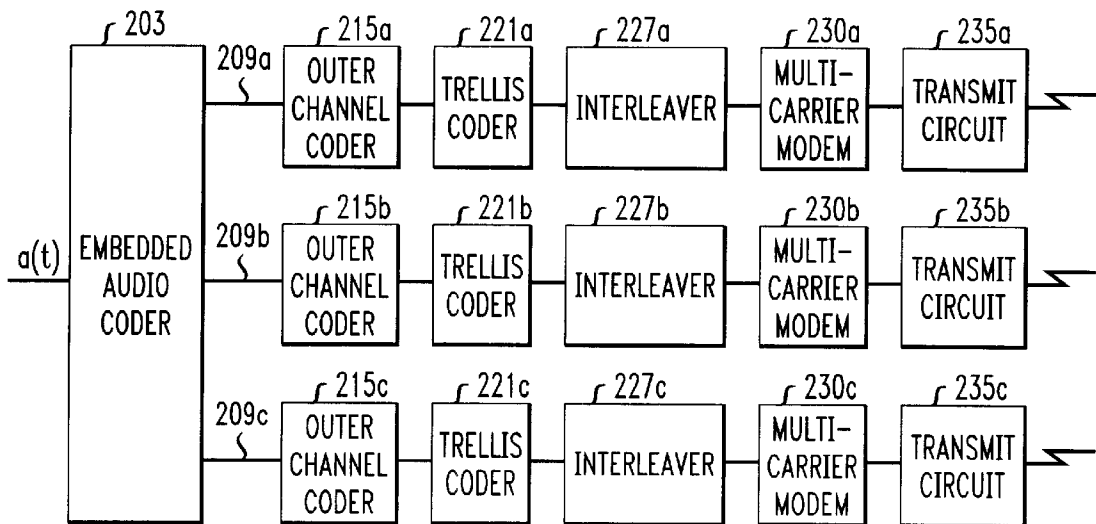 203
215a
221a
227a
230a
235a
209a
OUTER
CHANNEL
CODER
TRELLIS
CODER
INTERLEAVER
MULTI-
CARRIER
MODEM
TRANSMIT
CIRCUIT
a(t)
EMBEDDED
AUDIO
CODER
215b
221b
227b
230b
235b
209b
OUTER
CHANNEL
CODER
TRELLIS
CODER
INTERLEAVER
MULTI-
CARRIER
MODEM
TRANSMIT
CIRCUIT
215c
221c
227c
230c
235c
209c
OUTER
CHANNEL
CODER
TRELLIS
CODER
INTERLEAVER
MULTI-
CARRIER
MODEM
TRANSMIT
CIRCUIT